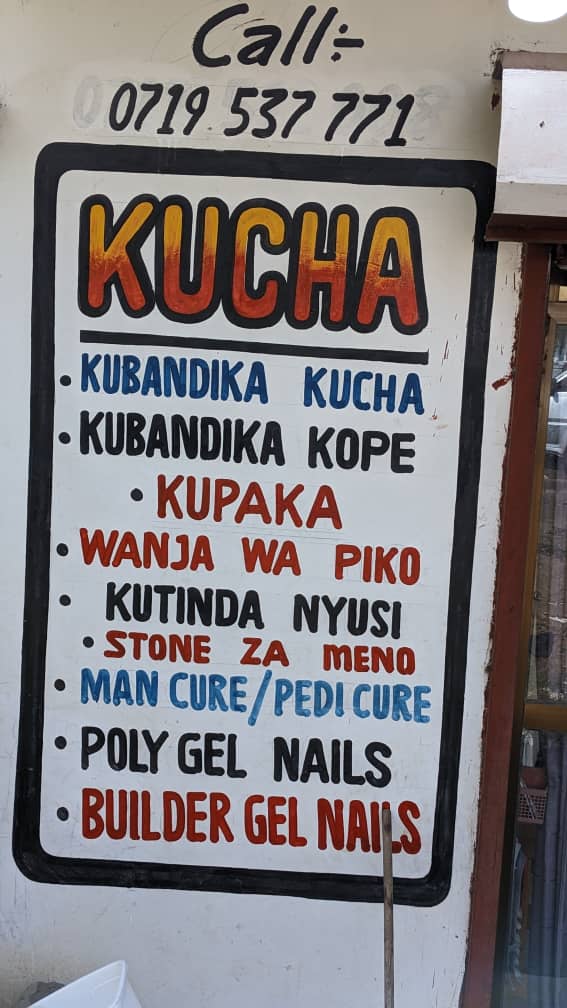 Call:-
0719 537 771
KUCHA
• KUBANDIKA KUCHA
• KUBANDIKA KOPE
• KUPAKA
• WANJA WA PIKO
• KUTINDA NYUSI
• STONE ZA MENO
• MAN CURE/PEDI CURE
• POLY GEL NAILS
• BUILDER GEL NAILS